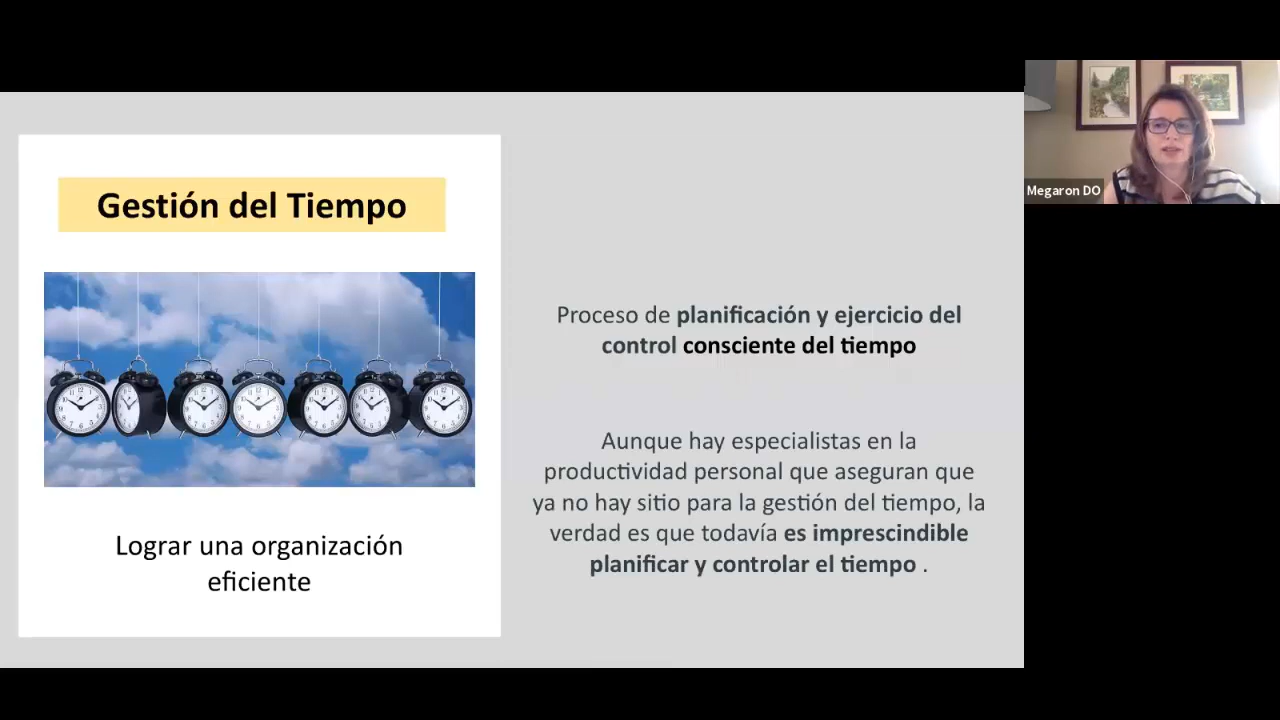 Gestión del Tiempo
Lograr una organización
eficiente
Proceso de planificación y ejercicio del
control consciente del tiempo
Aunque hay especialistas en la
productividad personal que aseguran que
ya no hay sitio para la gestión del tiempo, la
verdad es que todavía es imprescindible
planificar y controlar el tiempo .
Megaron DO